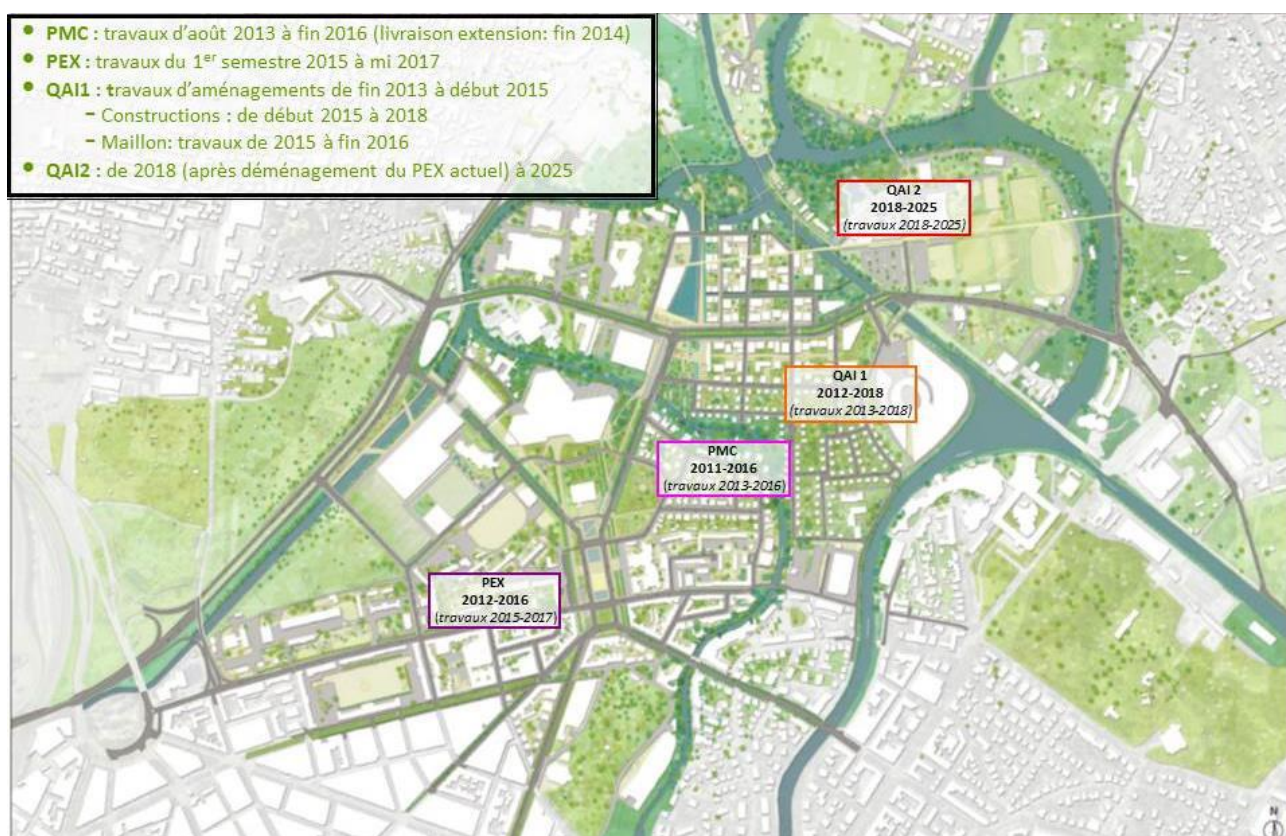 • PMC : travaux d'août 2013 à fin 2016 (livraison extension: fin 2014)
• PEX : travaux du 1er semestre 2015 à mi 2017
• QAI1 : travaux d'aménagements de fin 2013 à début 2015
– Constructions : de début 2015 à 2018
– Maillon: travaux de 2015 à fin 2016
• QAI2 : de 2018 (après déménagement du PEX actuel) à 2025
QAI 2
2018-2025
(travaux 2018-2025)
QAI 1
2012-2018
(travaux 2013-2018)
PMC
2011-2016
(travaux 2013-2016)
PEX
2012-2016
(travaux 2015-2017)
N